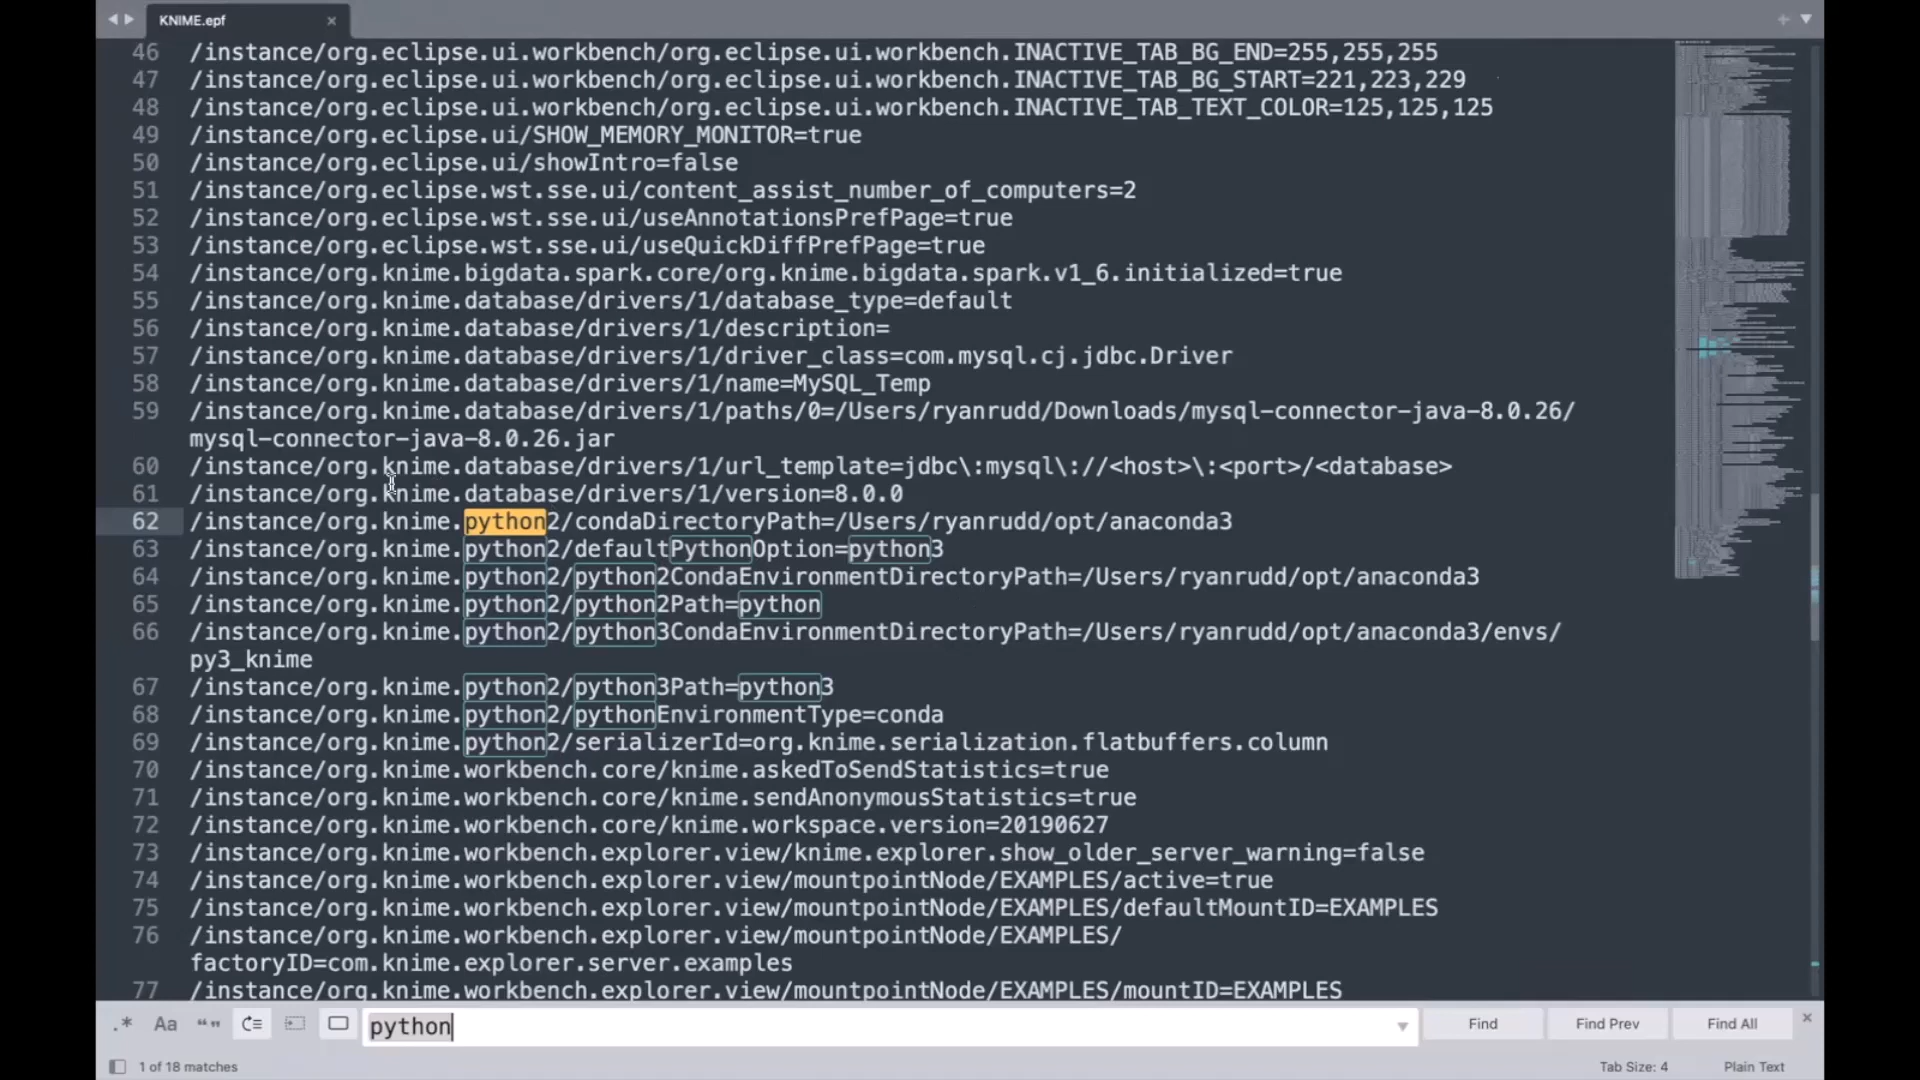 KNIME.epf
46 /instance/org.eclipse.ui.workbench/org.eclipse.ui.workbench.INACTIVE_TAB_BG_END=255,255,255
47 /instance/org.eclipse.ui.workbench/org.eclipse.ui.workbench.INACTIVE_TAB_BG_START=221,223,229
48 /instance/org.eclipse.ui.workbench/org.eclipse.ui.workbench.INACTIVE_TAB_TEXT_COLOR=125,125,125
49 /instance/org.eclipse.ui/SHOW_MEMORY_MONITOR=true
50 /instance/org.eclipse.ui/showIntro=false
51 /instance/org.eclipse.wst.sse.ui/content_assist_number_of_computers=2
52 /instance/org.eclipse.wst.sse.ui/useAnnotationsPrefPage=true
53 /instance/org.eclipse.wst.sse.ui/useQuickDiffPrefPage=true
54 /instance/org.knime.bigdata.spark.core/org.knime.bigdata.spark.v1_6.initialized=true
55 /instance/org.knime.database/drivers/1/database_type=default
56 /instance/org.knime.database/drivers/1/description=
57 /instance/org.knime.database/drivers/1/driver_class=com.mysql.cj.jdbc.Driver
58 /instance/org.knime.database/drivers/1/name=MySQL_Temp
59 /instance/org.knime.database/drivers/1/paths/0=/Users/ryanrudd/Downloads/mysql-connector-java-8.0.26/
mysql-connector-java-8.0.26.jar
60 /instance/org.knime.database/drivers/1/url_template=jdbc\:mysql\://<host>\:<port>/<database>
61 /instance/org.knime.database/drivers/1/version=8.0.0
62 /instance/org.knime.python2/condaDirectoryPath=/Users/ryanrudd/opt/anaconda3
63 /instance/org.knime.python2/defaultPythonOption=python3
64 /instance/org.knime.python2/python2CondaEnvironmentDirectoryPath=/Users/ryanrudd/opt/anaconda3
65 /instance/org.knime.python2/python2Path=python
66 /instance/org.knime.python2/python3CondaEnvironmentDirectoryPath=/Users/ryanrudd/opt/anaconda3/envs/
py3_knime
67 /instance/org.knime.python2/python3Path=python3
68 /instance/org.knime.python2/pythonEnvironmentType=conda
69 /instance/org.knime.python2/serializerId=org.knime.serialization.flatbuffers.column
70 /instance/org.knime.workbench.core/knime.askedToSendStatistics=true
71 /instance/org.knime.workbench.core/knime.sendAnonymousStatistics=true
72 /instance/org.knime.workbench.core/knime.workspace.version=20190627
73 /instance/org.knime.workbench.explorer.view/knime.explorer.show_older_server_warning=false
74 /instance/org.knime.workbench.explorer.view/mountpointNode/EXAMPLES/active=true
75 /instance/org.knime.workbench.explorer.view/mountpointNode/EXAMPLES/defaultMountID=EXAMPLES
76 /instance/org.knime.workbench.explorer.view/mountpointNode/EXAMPLES/
factoryID=com.knime.explorer.server.examples
77 /instance/org.knime.workbench.explorer.view/mountpointNode/EXAMPLES/mountID=EXAMPLES
.* Aa “” python Find Find Prev Find All
1 of 18 matches Tab Size: 4 Plain Text